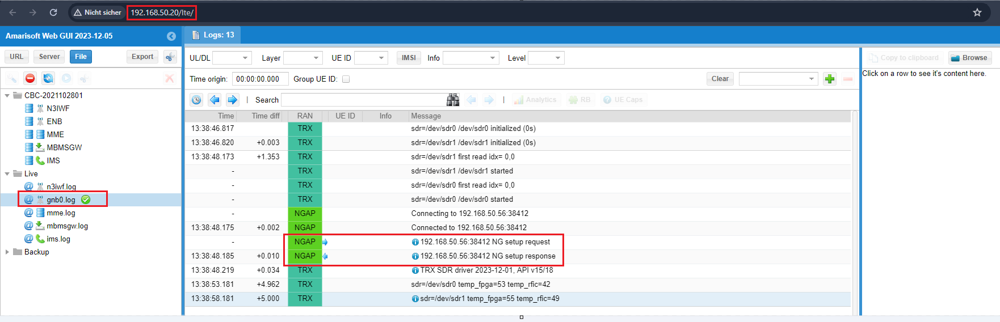 Nicht sicher 192.168.50.20/lte/
Amarisoft Web GUI 2023-12-05
Logs: 13
URL Server File Export
UL/DL Layer UE ID IMSI Info Level
Copy to clipboard Browse
Click on a row to see it's content here.
Time origin: 00:00:00.000 Group UE ID: Clear
Search Analytics RB UE Caps
CBC-2021102801
N3IWF
ENB
MME
MBMSGW
IMS
Live
n3iwf.log
gnb0.log
mme.log
mbmsgw.log
ims.log
Backup
Time Time diff RAN UE ID Info Message
13:38:46.817 TRX sdr=/dev/sdr0 /dev/sdr0 initialized (0s)
13:38:46.820 +0.003 TRX sdr=/dev/sdr1 /dev/sdr1 initialized (0s)
13:38:48.173 +1.353 TRX sdr=/dev/sdr1 first read idx= 0,0
- TRX sdr=/dev/sdr1 /dev/sdr1 started
- TRX sdr=/dev/sdr0 first read idx= 0,0
- TRX sdr=/dev/sdr0 /dev/sdr0 started
- NGAP Connecting to 192.168.50.56:38412
13:38:48.175 +0.002 NGAP Connected to 192.168.50.56:38412
- NGAP 192.168.50.56:38412 NG setup request
13:38:48.185 +0.010 NGAP 192.168.50.56:38412 NG setup response
13:38:48.219 +0.034 TRX TRX SDR driver 2023-12-01, API v15/18
13:38:53.181 +4.962 TRX sdr=/dev/sdr0 temp_fpga=53 temp_rfic=42
13:38:58.181 +5.000 TRX sdr=/dev/sdr1 temp_fpga=55 temp_rfic=49